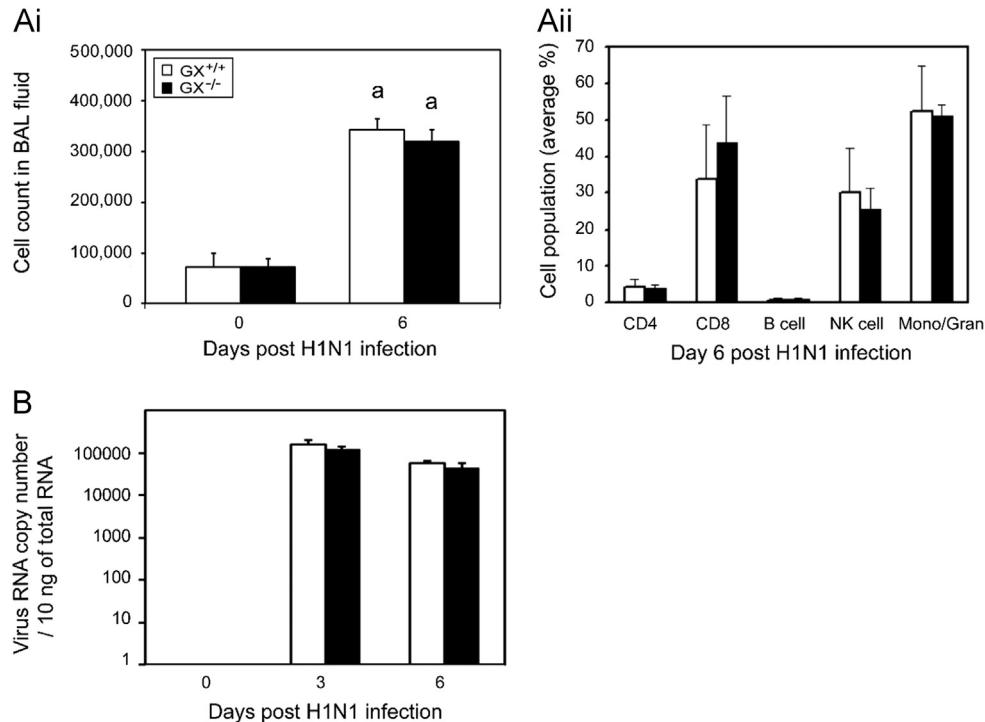 Ai
500,000
400,000
300,000
200,000
100,000
0
Cell count in BAL fluid
GX+/+
GX-/-
a a
0 6
Days post H1N1 infection
Aii
70
60
50
40
30
20
10
0
Cell population (average %)
CD4 CD8 B cell NK cell Mono/Gran
Day 6 post H1N1 infection
B
100000
10000
1000
100
10
1
Virus RNA copy number
/ 10 ng of total RNA
0 3 6
Days post H1N1 infection